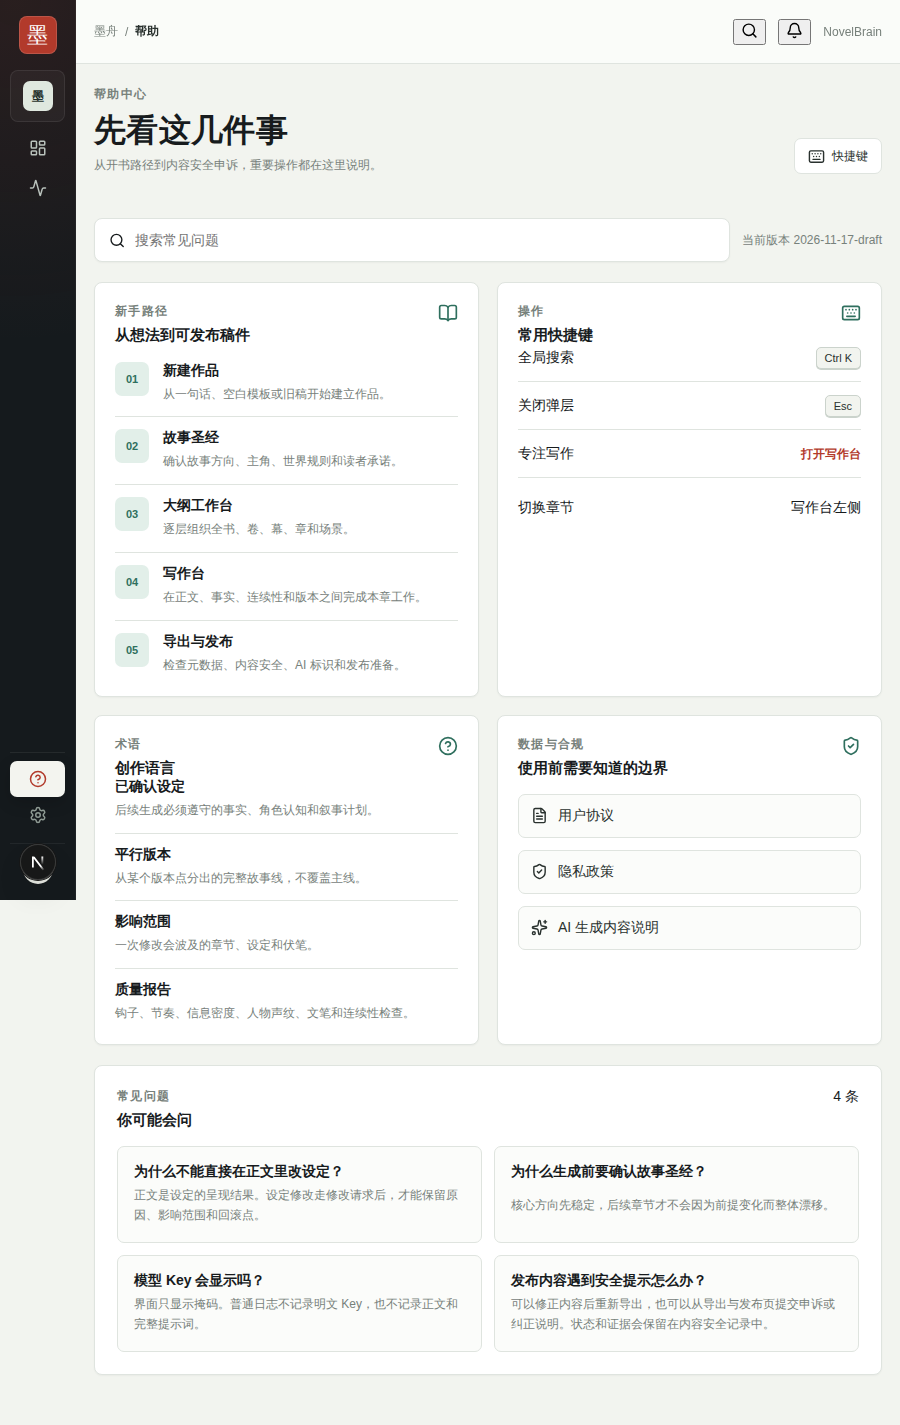 墨
墨
墨舟 / 帮助
NovelBrain
帮助中心
先看这几件事
从开书路径到内容安全申诉，重要操作都在这里说明。
快捷键
搜索常见问题
当前版本 2026-11-17-draft
新手路径
从想法到可发布稿件
01
新建作品
从一句话、空白模板或旧稿开始建立作品。
02
故事圣经
确认故事方向、主角、世界规则和读者承诺。
03
大纲工作台
逐层组织全书、卷、幕、章和场景。
04
写作台
在正文、事实、连续性和版本之间完成本章工作。
05
导出与发布
检查元数据、内容安全、AI 标识和发布准备。
操作
常用快捷键
全局搜索 Ctrl K
关闭弹层 Esc
专注写作 打开写作台
切换章节 写作台左侧
术语
创作语言
已确认设定
后续生成必须遵守的事实、角色认知和叙事计划。
平行版本
从某个版本点分出的完整故事线，不覆盖主线。
影响范围
一次修改会波及的章节、设定和伏笔。
质量报告
钩子、节奏、信息密度、人物声纹、文笔和连续性检查。
数据与合规
使用前需要知道的边界
用户协议
隐私政策
AI 生成内容说明
常见问题
你可能会问
4 条
为什么不能直接在正文里改设定？
正文是设定的呈现结果。设定修改走修改请求后，才能保留原
因、影响范围和回滚点。
为什么生成前要确认故事圣经？
核心方向先稳定，后续章节才不会因为前提变化而整体漂移。
模型 Key 会显示吗？
界面只显示掩码。普通日志不记录明文 Key，也不记录正文和
完整提示词。
发布内容遇到安全提示怎么办？
可以修正内容后重新导出，也可以从导出与发布页提交申诉或
纠正说明。状态和证据会保留在内容安全记录中。
N